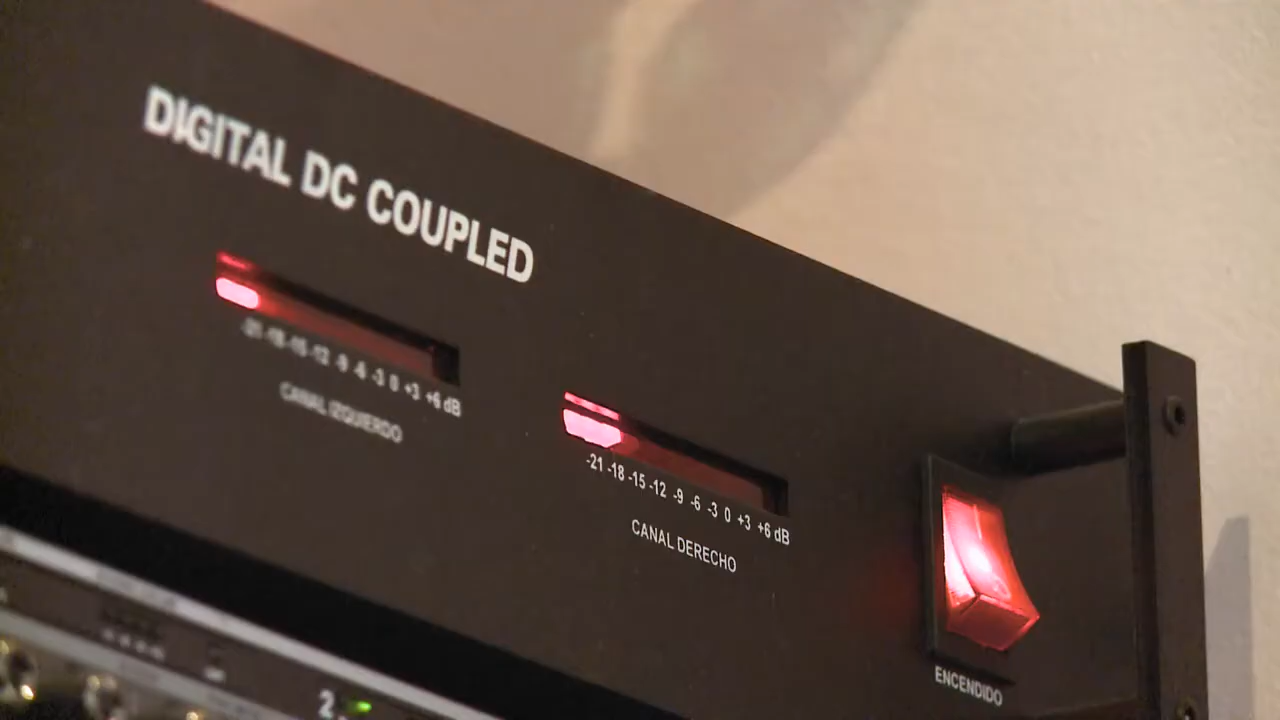 DIGITAL DC COUPLED
-21 -18 -15 -12 -9 -6 -3 0 +3 +6 dB
CANAL IZQUIERDO
-21 -18 -15 -12 -9 -6 -3 0 +3 +6 dB
CANAL DERECHO
ENCENDIDO
2